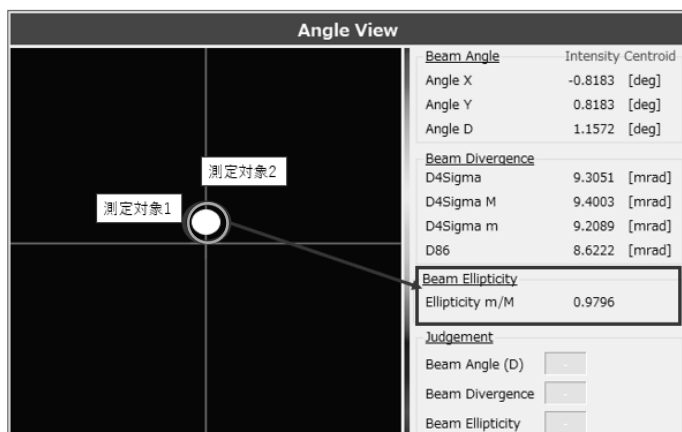 Angle View
測定対象2
測定対象1
Beam Angle Intensity Centroid
Angle X -0.8183 [deg]
Angle Y 0.8183 [deg]
Angle D 1.1572 [deg]
Beam Divergence
D4Sigma 9.3051 [mrad]
D4Sigma M 9.4003 [mrad]
D4Sigma m 9.2089 [mrad]
D86 8.6222 [mrad]
Beam Ellipticity
Ellipticity m/M 0.9796
Judgement
Beam Angle (D) -
Beam Divergence -
Beam Ellipticity -